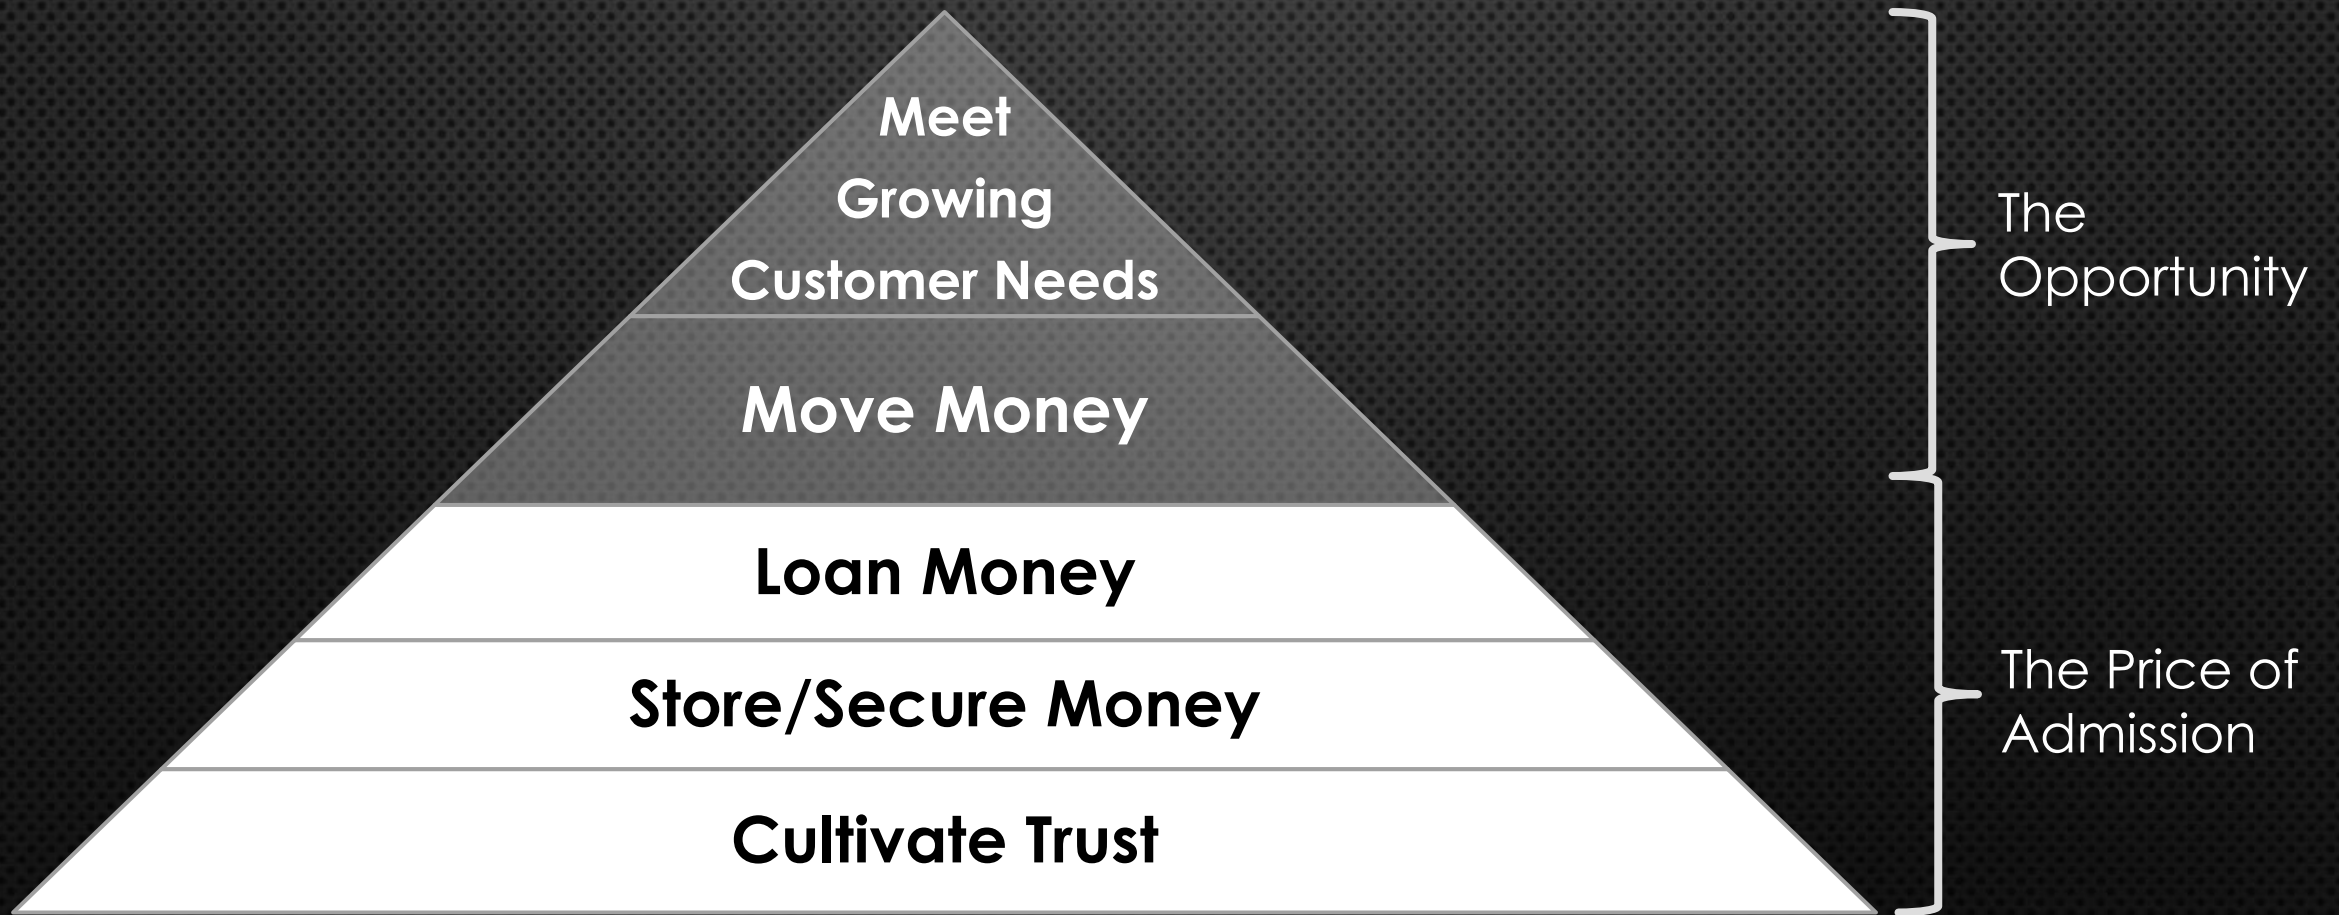 Meet
Growing
Customer Needs
Move Money
Loan Money
Store/Secure Money
Cultivate Trust
The
Opportunity
The Price of
Admission